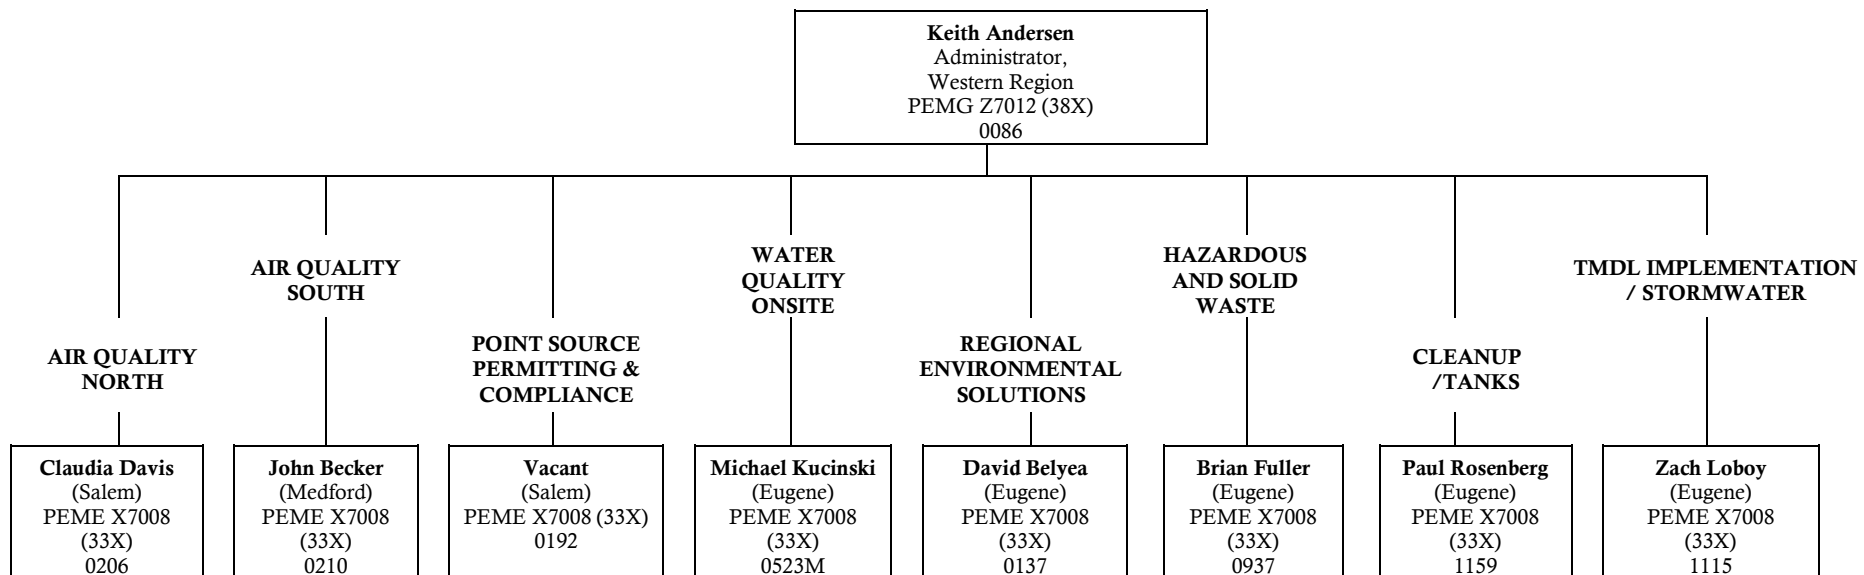 Keith Andersen
Administrator,
Western Region
PEMG Z7012 (38X)
0086
AIR QUALITY
NORTH
AIR QUALITY
SOUTH
POINT SOURCE
PERMITTING &
COMPLIANCE
WATER
QUALITY
ONSITE
REGIONAL
ENVIRONMENTAL
SOLUTIONS
HAZARDOUS
AND SOLID
WASTE
CLEANUP
/TANKS
TMDL IMPLEMENTATION
/ STORMWATER
Claudia Davis
(Salem)
PEME X7008
(33X)
0206
John Becker
(Medford)
PEME X7008
(33X)
0210
Vacant
(Salem)
PEME X7008 (33X)
0192
Michael Kucinski
(Eugene)
PEME X7008
(33X)
0523M
David Belyea
(Eugene)
PEME X7008
(33X)
0137
Brian Fuller
(Eugene)
PEME X7008
(33X)
0937
Paul Rosenberg
(Eugene)
PEME X7008
(33X)
1159
Zach Loboy
(Eugene)
PEME X7008
(33X)
1115